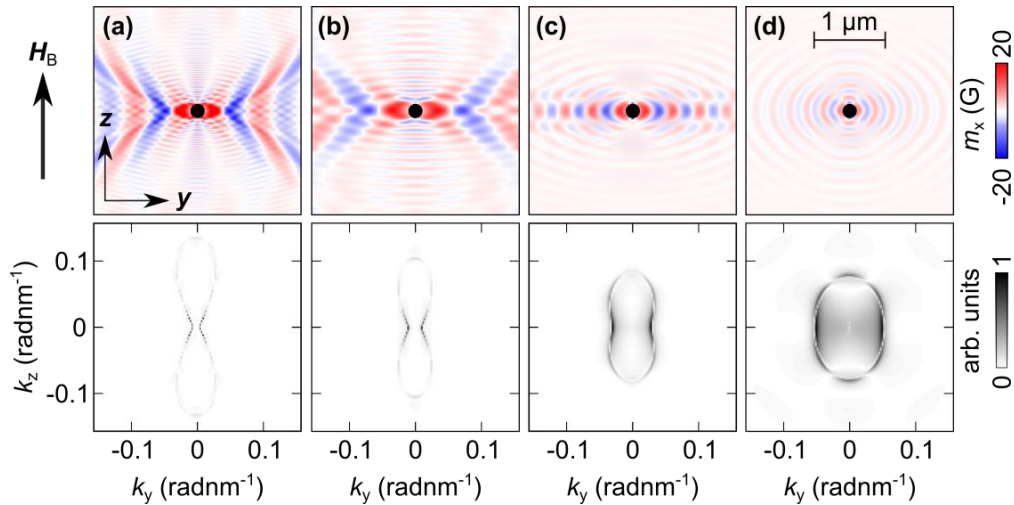 (a) (b) (c) (d)
1 μm
H_B
z
y
20
m_x (G)
-20
k_z (radnm⁻¹)
0.1
0
-0.1
-0.1 0 0.1 -0.1 0 0.1 -0.1 0 0.1 -0.1 0 0.1
k_y (radnm⁻¹) k_y (radnm⁻¹) k_y (radnm⁻¹) k_y (radnm⁻¹)
1
arb. units
0